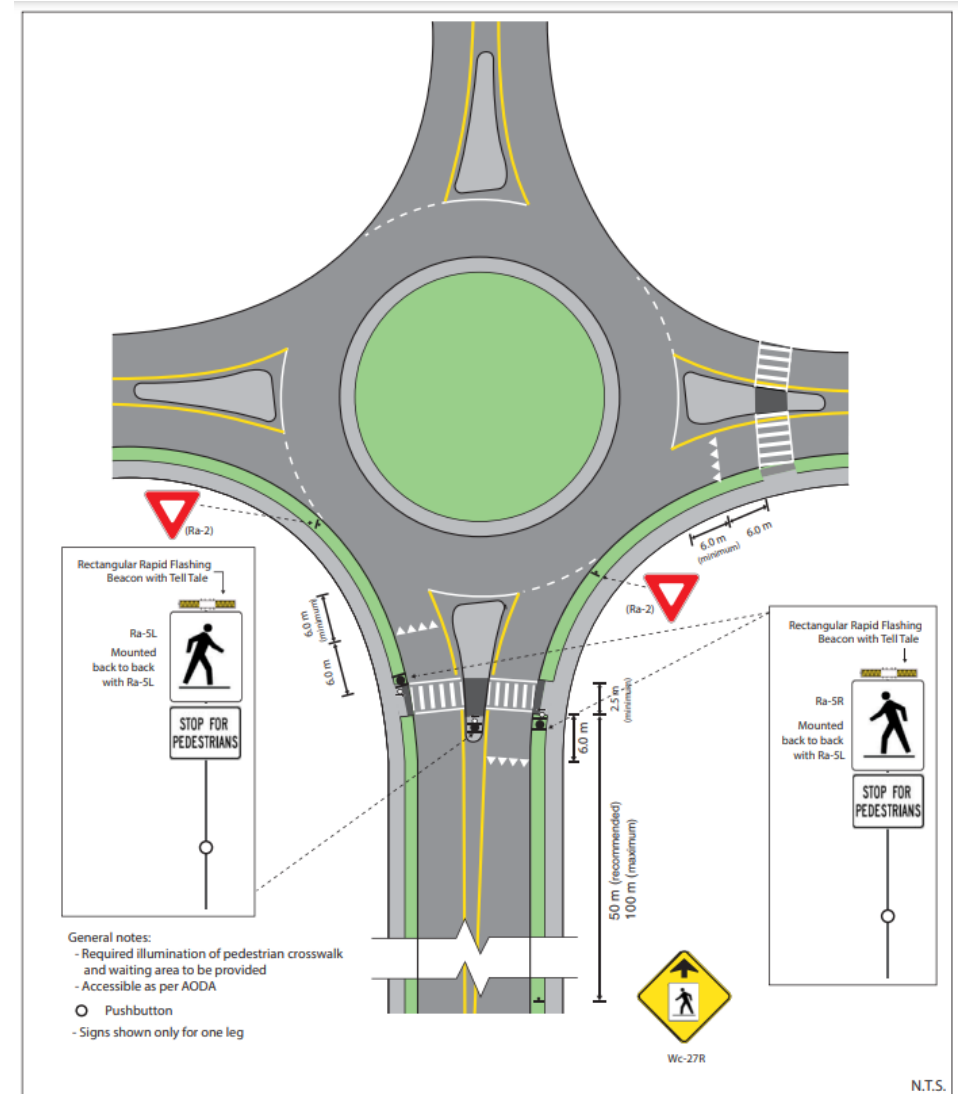 (Ra-2)
6.0 m
(minimum)
6.0 m
(Ra-2)
Rectangular Rapid Flashing
Beacon with Tell Tale
Ra-5L
Mounted
back to back
with Ra-5L
STOP FOR
PEDESTRIANS
6.0 m
(minimum)
6.0 m
2.5 m
(minimum)
6.0 m
50 m (recommended)
100 m (maximum)
Rectangular Rapid Flashing
Beacon with Tell Tale
Ra-5R
Mounted
back to back
with Ra-5L
STOP FOR
PEDESTRIANS
General notes:
- Required illumination of pedestrian crosswalk
and waiting area to be provided
- Accessible as per AODA
Pushbutton
- Signs shown only for one leg
Wc-27R
N.T.S.